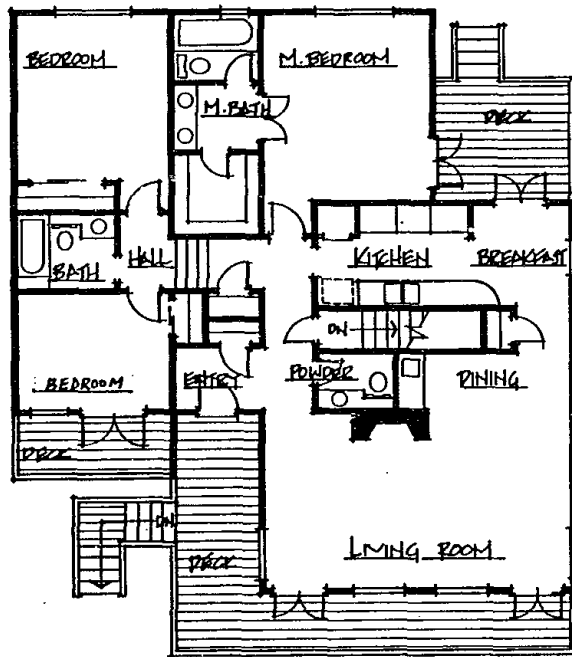 BEDROOM
M. BEDROOM
M. BATH
DECK
HALL
KITCHEN
BREAKFAST
BATH
DN
BEDROOM
ENTRY
POWDER
DINING
DECK
DN
DECK
LIVING ROOM